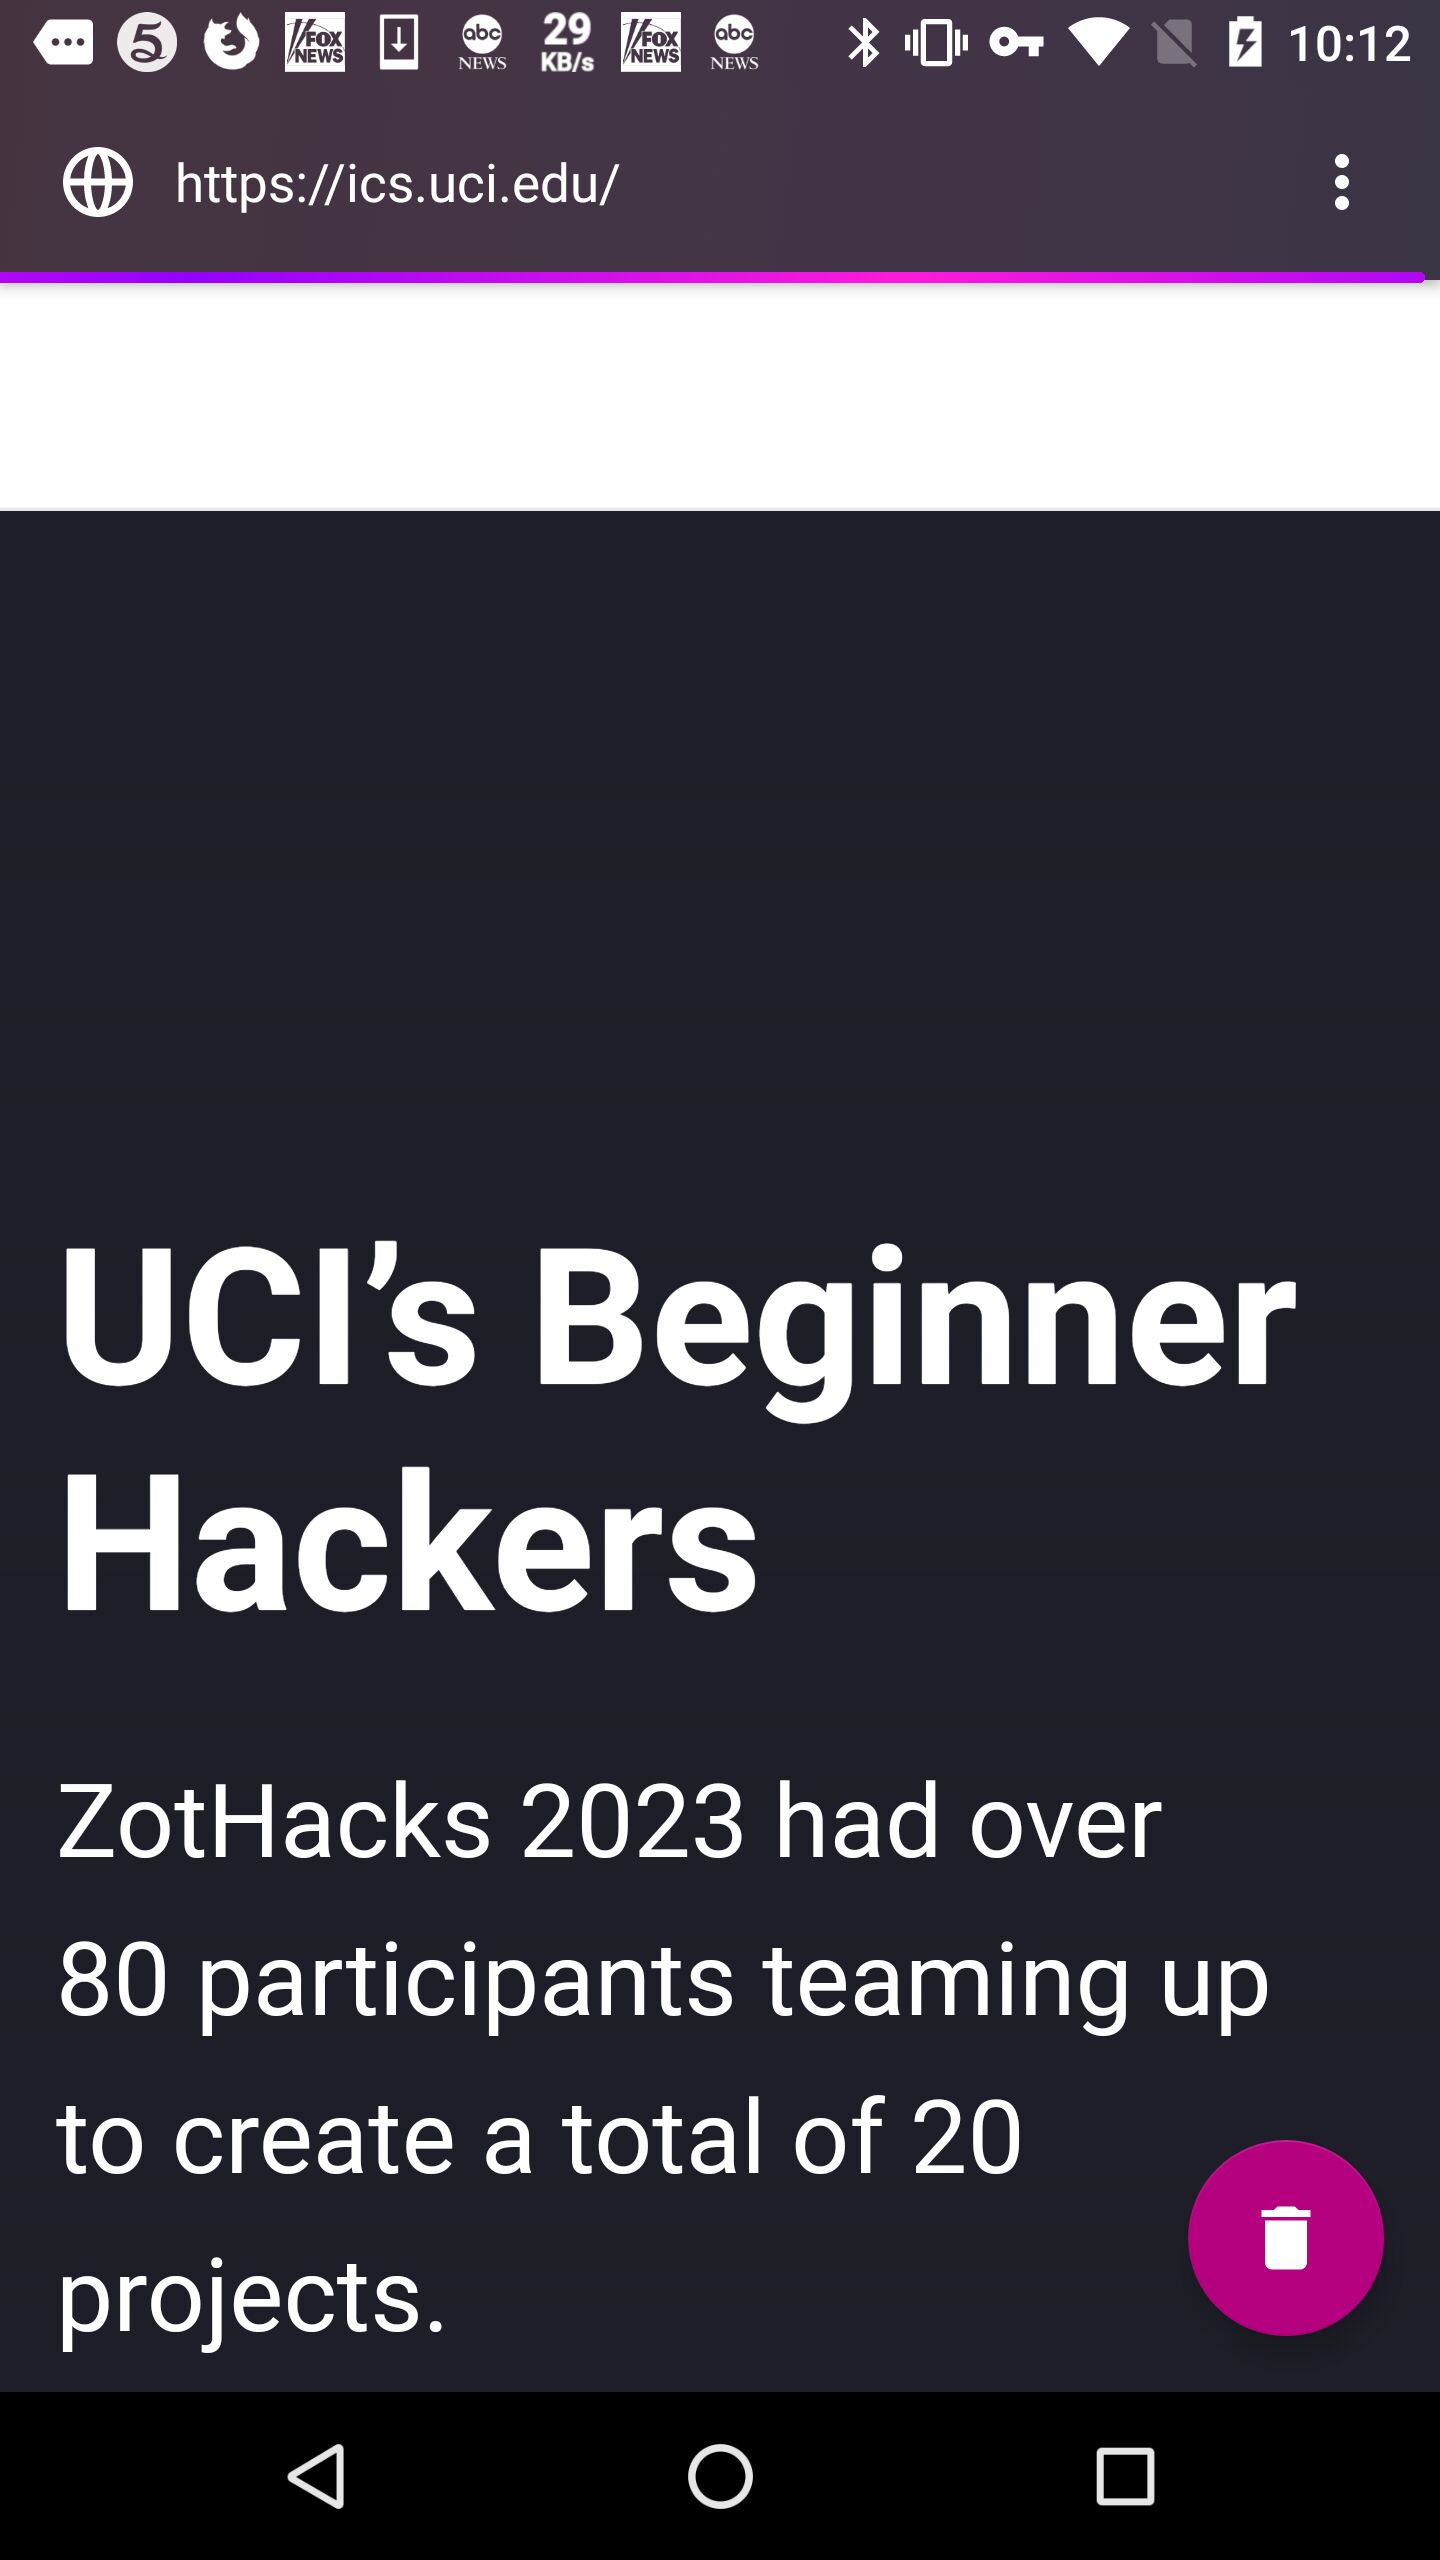 5 FOX NEWS abc NEWS 29 KB/s FOX NEWS abc NEWS 10:12
https://ics.uci.edu/
UCI’s Beginner
Hackers
ZotHacks 2023 had over
80 participants teaming up
to create a total of 20
projects.